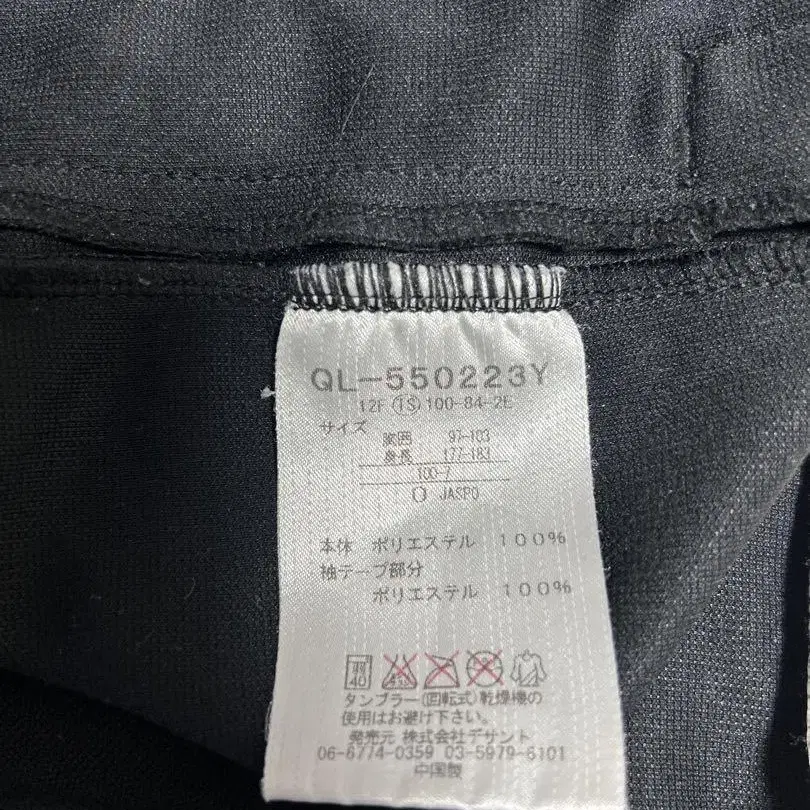 QL-550223Y
12F (TS) 100-84-2E
サイズ
胸囲 97-103
身長 177-183
100-7
JASPO
本体 ポリエステル 100%
袖テープ部分
ポリエステル 100%
弱 40
タンブラー(回転式)乾燥機の
使用はお避け下さい。
発売元 株式会社デサント
06-6774-0359 03-5979-6101
中国製